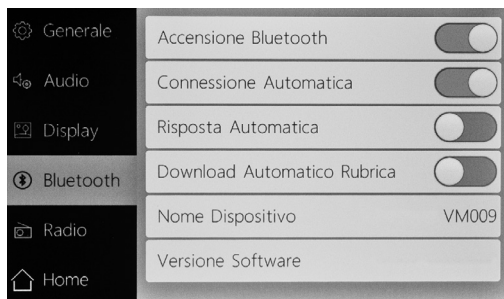 Generale
Audio
Display
Bluetooth
Radio
Home
Accensione Bluetooth
Connessione Automatica
Risposta Automatica
Download Automatico Rubrica
Nome Dispositivo VM009
Versione Software